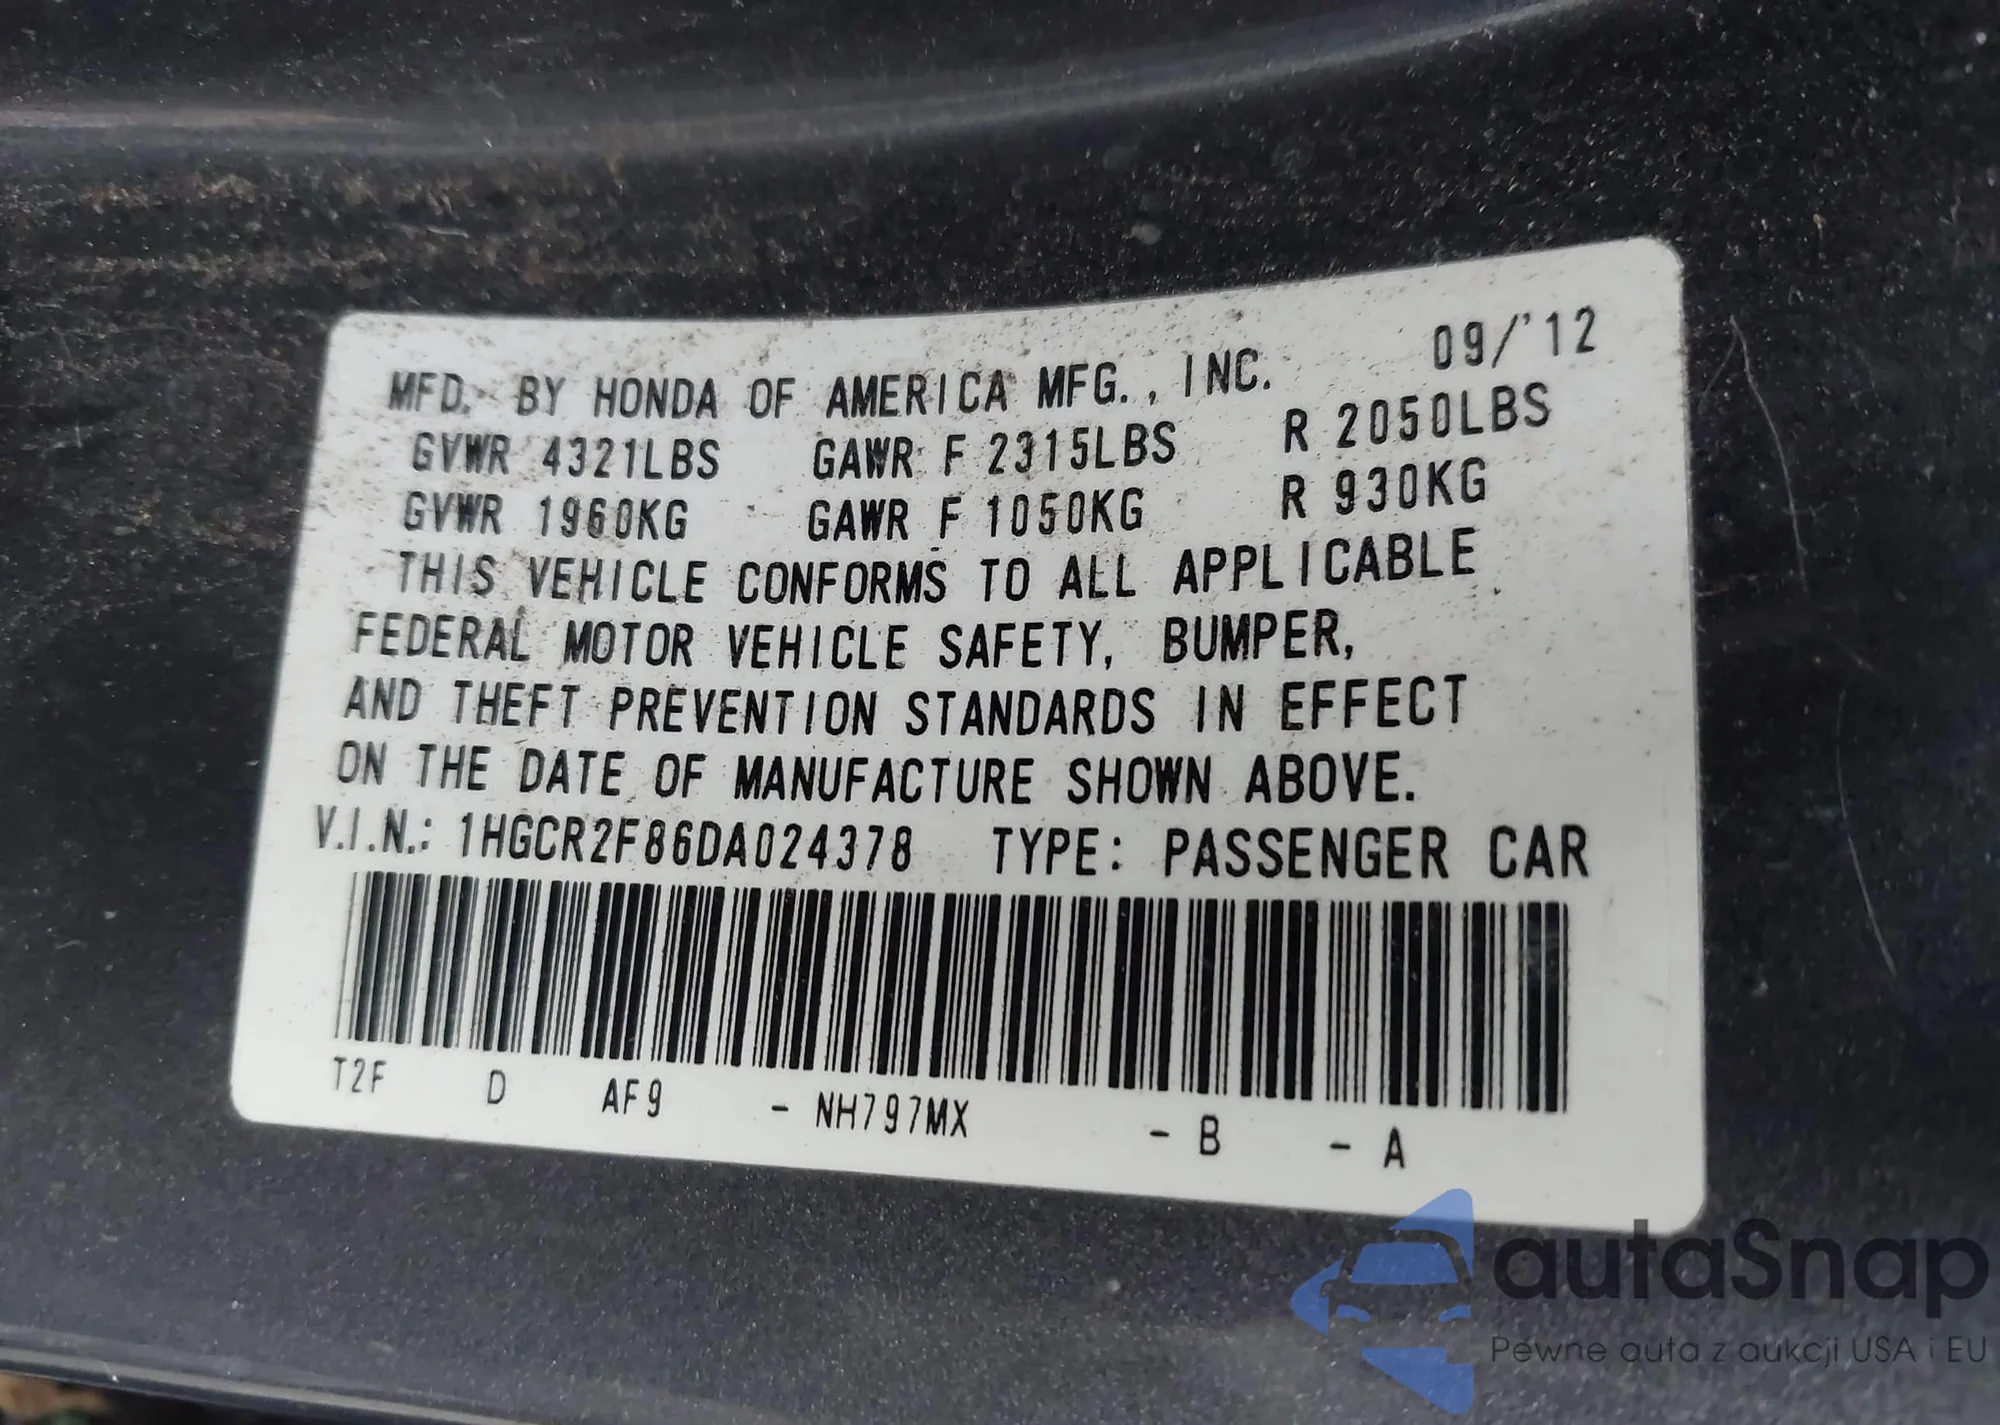 MFD. BY HONDA OF AMERICA MFG., INC. 09/'12
GVWR 4321LBS GAWR F 2315LBS R 2050LBS
GVWR 1960KG GAWR F 1050KG R 930KG
THIS VEHICLE CONFORMS TO ALL APPLICABLE
FEDERAL MOTOR VEHICLE SAFETY, BUMPER,
AND THEFT PREVENTION STANDARDS IN EFFECT
ON THE DATE OF MANUFACTURE SHOWN ABOVE.
V.I.N.: 1HGCR2F86DA024378 TYPE: PASSENGER CAR
T2F D AF9 - NH797MX - B - A
autaSnap
Pewne auta z aukcji USA i EU